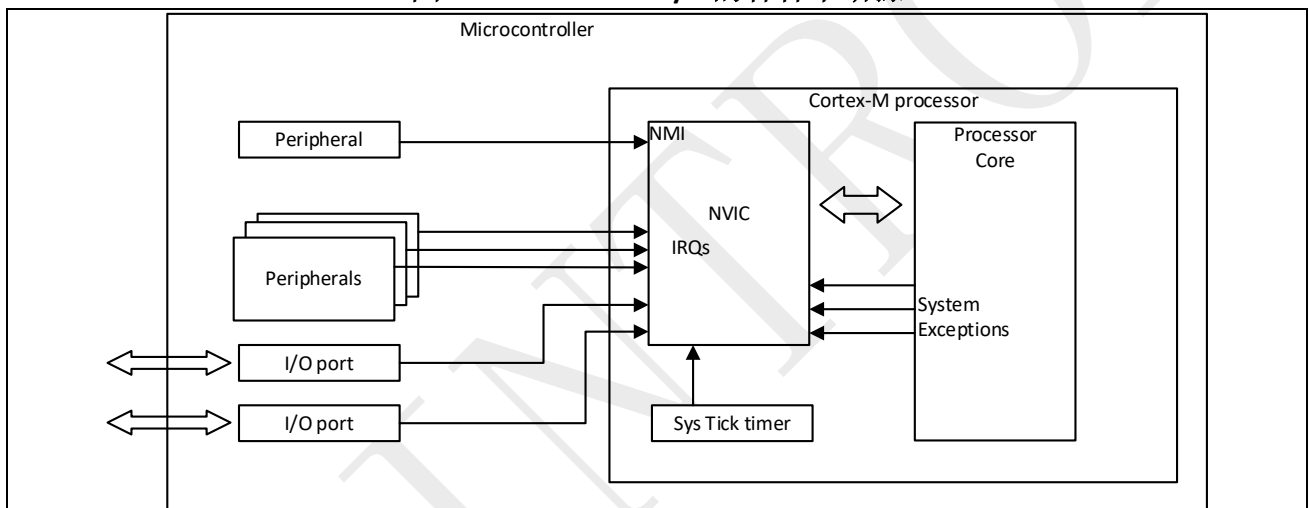 Microcontroller
Cortex-M processor
Peripheral
NMI
Processor
Core
NVIC
IRQs
Peripherals
System
Exceptions
I/O port
I/O port
Sys Tick timer